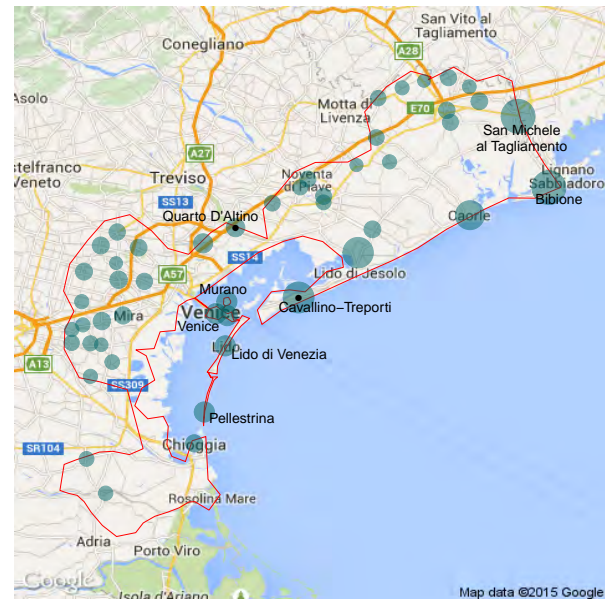 San Vito al
Tagliamento
Conegliano
A28
Asolo
Motta di
Livenza
E70
San Michele
al Tagliamento
A27
stelfranco
Veneto
Treviso
Noventa
di Piave
Lignano
Sabbiadoro
Bibione
SS13
Quarto D'Altino
Caorle
SS14
A57
Lido di Jesolo
Murano
Mira
Venice
Venice
Cavallino-Treporti
Lido
Lido di Venezia
A13
SS309
Pellestrina
Chioggia
SR104
Rosolina Mare
Adria
Porto Viro
Google
Isola d'Ariano
Map data ©2015 Google